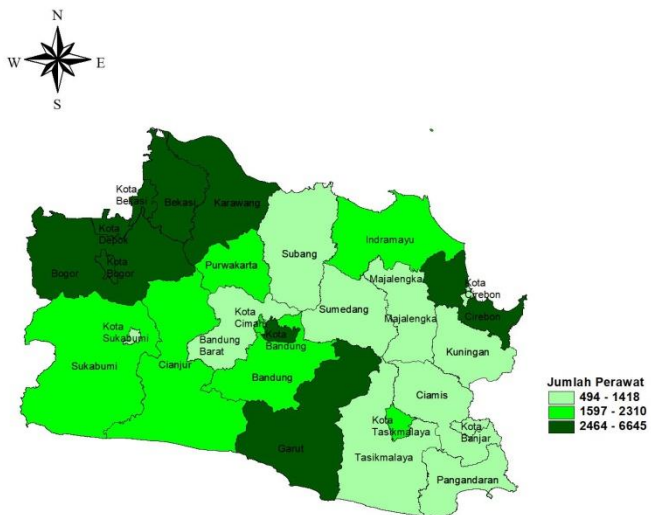 N
W E
S
Kota
Bekasi
Bekasi
Karawang
Kota
Depok
Bogor
Kota
Bogor
Subang
Indramayu
Purwakarta
Majalengka
Kota
Cirebon
Cirebon
Sumedang
Majalengka
Kota
Cimahi
Kota
Bandung
Bandung
Barat
Kota
Sukabumi
Sukabumi
Cianjur
Bandung
Kuningan
Ciamis
Kota
Tasikmalaya
Kota
Banjar
Garut
Tasikmalaya
Pangandaran
Jumlah Perawat
494 - 1418
1597 - 2310
2464 - 6645